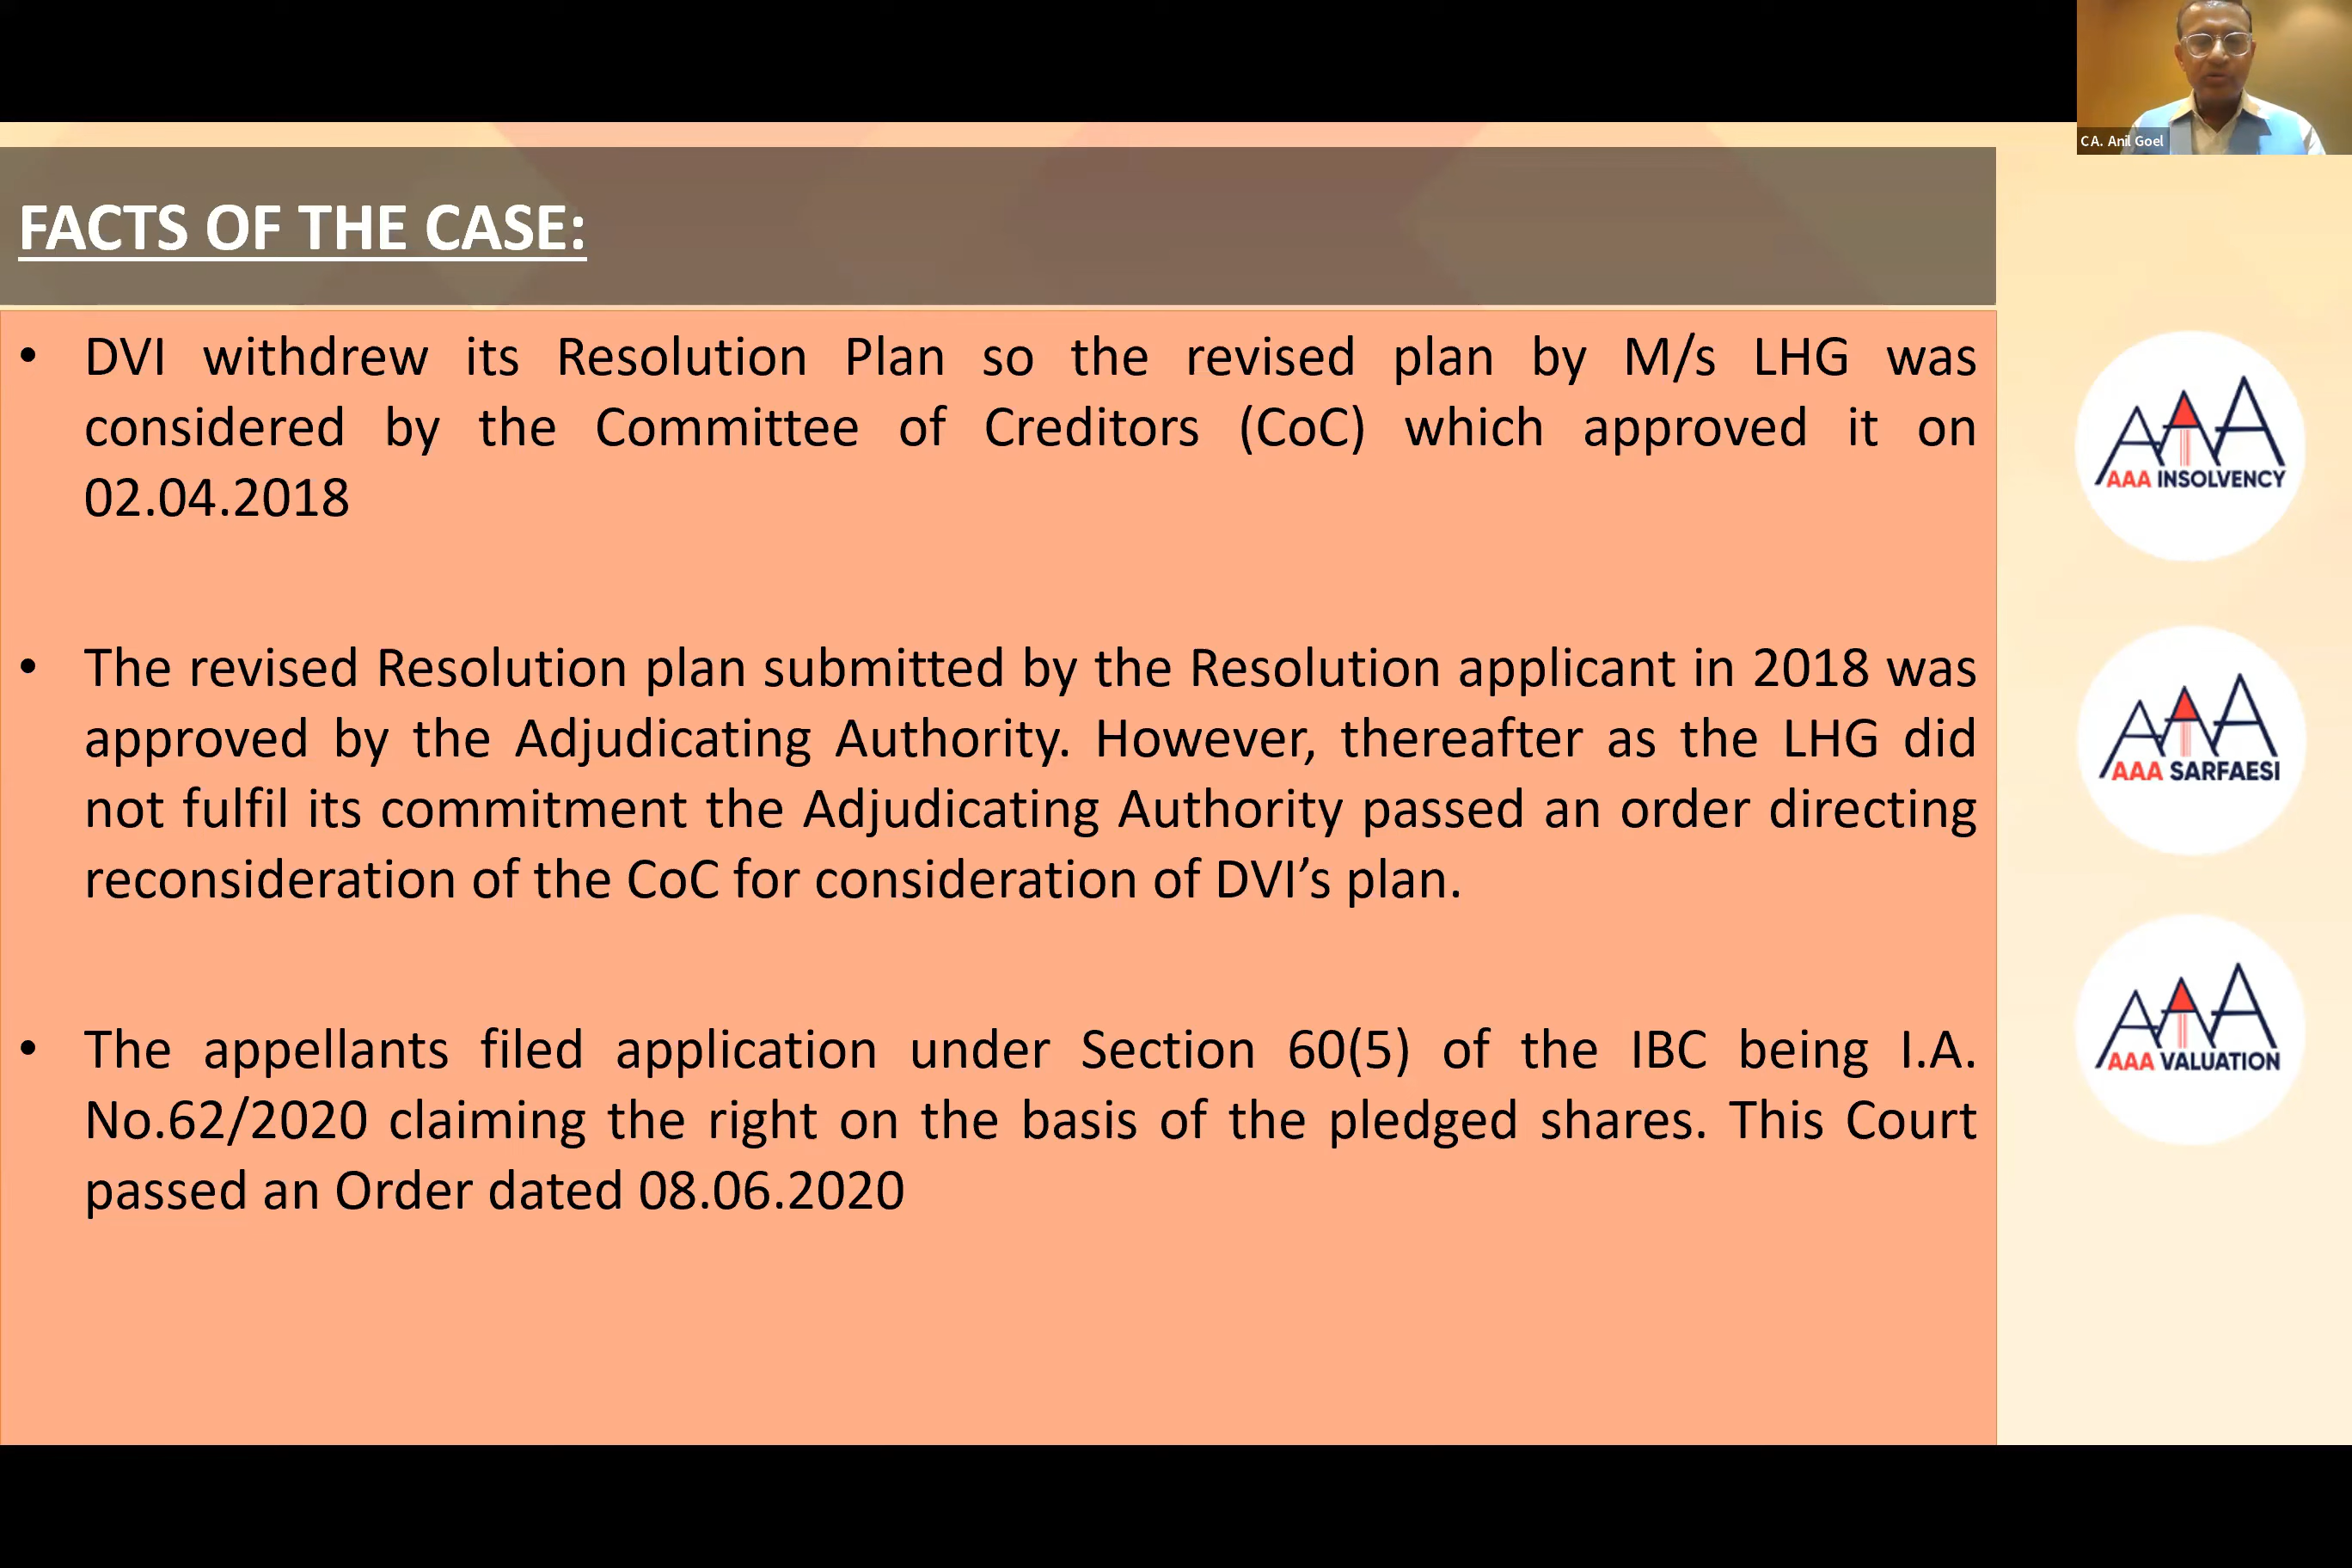 CA. Anil Goel
FACTS OF THE CASE:
• DVI withdrew its Resolution Plan so the revised plan by M/s LHG was
considered by the Committee of Creditors (CoC) which approved it on
02.04.2018
• The revised Resolution plan submitted by the Resolution applicant in 2018 was
approved by the Adjudicating Authority. However, thereafter as the LHG did
not fulfil its commitment the Adjudicating Authority passed an order directing
reconsideration of the CoC for consideration of DVI’s plan.
• The appellants filed application under Section 60(5) of the IBC being I.A.
No.62/2020 claiming the right on the basis of the pledged shares. This Court
passed an Order dated 08.06.2020
AAA
AAA INSOLVENCY
AAA
AAA SARFAESI
AAA
AAA VALUATION